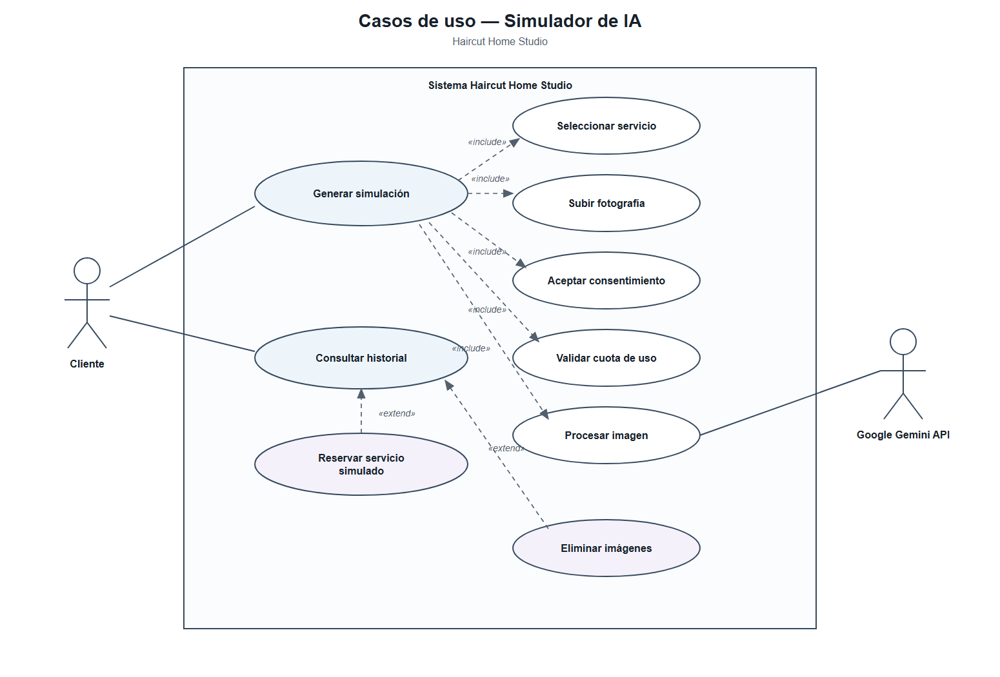 Casos de uso — Simulador de IA
Haircut Home Studio
Sistema Haircut Home Studio
Seleccionar servicio
«include»
Generar simulación
«include»
Subir fotografía
«include»
Aceptar consentimiento
«include»
«include»
Consultar historial
Validar cuota de uso
Cliente
«extend»
Procesar imagen
Google Gemini API
«extend»
Reservar servicio
simulado
Eliminar imágenes